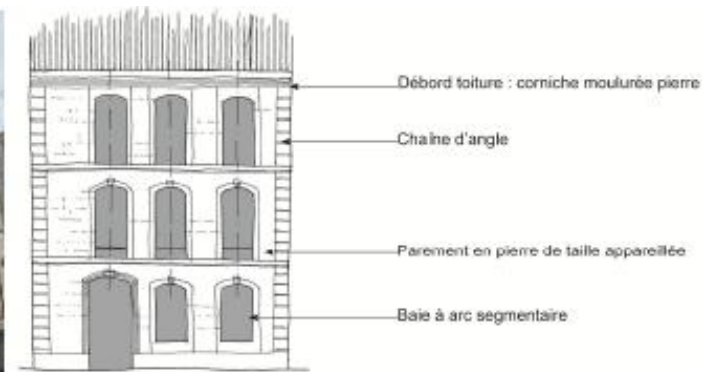 Débord toiture : corniche moulurée pierre
Chaîne d'angle
Parement en pierre de taille appareillée
Baie à arc segmentaire